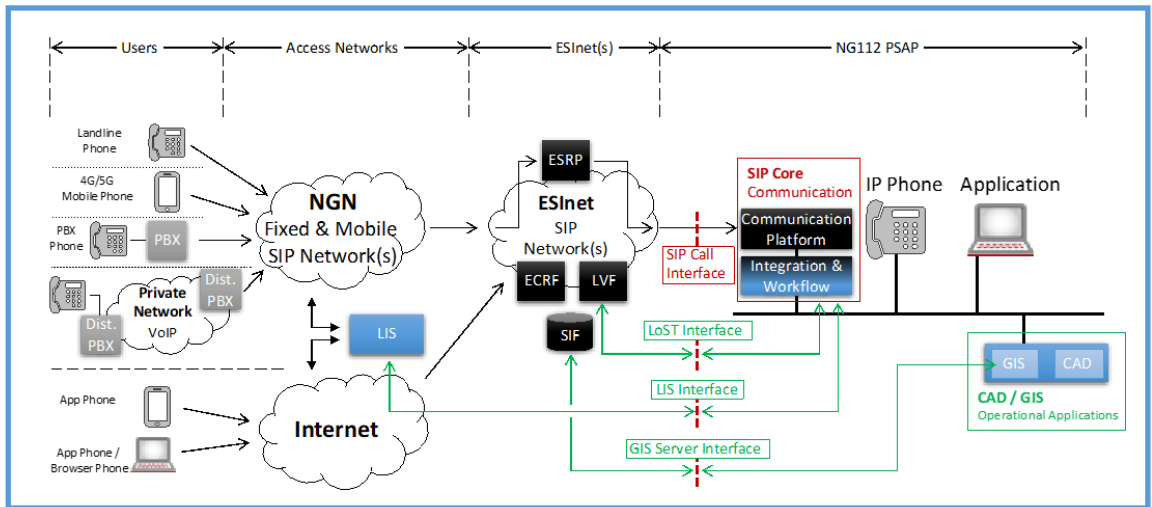 Users
Access Networks
ESInet(s)
NG112 PSAP
Landline
Phone
4G/5G
Mobile Phone
PBX
Phone
PBX
Private
Network
VoIP
Dist.
PBX
Dist.
PBX
App Phone
App Phone /
Browser Phone
NGN
Fixed & Mobile
SIP Network(s)
LIS
Internet
ESRP
ESInet
SIP
Network(s)
ECRF
LVF
SIF
SIP Call
Interface
SIP Core
Communication
Communication
Platform
Integration &
Workflow
IP Phone
Application
LoST Interface
LIS Interface
GIS Server Interface
GIS
CAD
CAD / GIS
Operational Applications